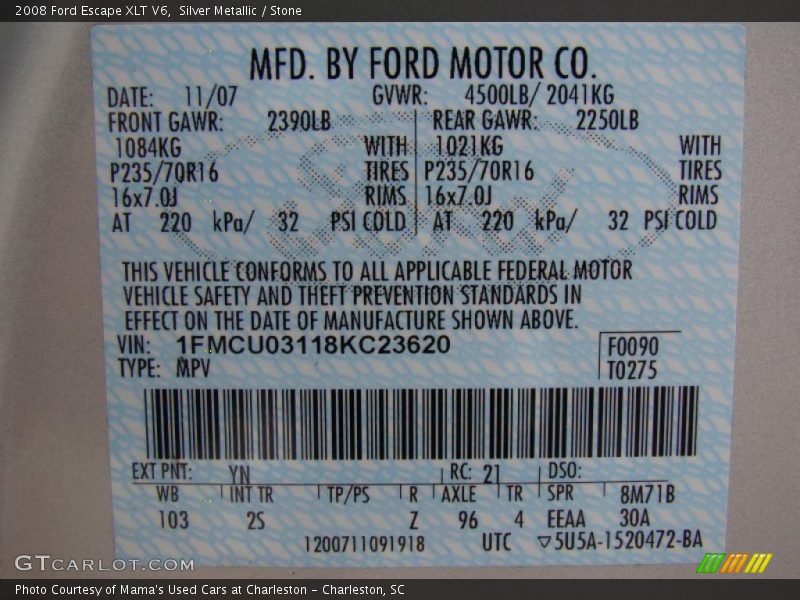 2008 Ford Escape XLT V6,  Silver Metallic / Stone
MFD. BY FORD MOTOR CO.
DATE: 11/07 GVWR: 4500LB/ 2041KG
FRONT GAWR: 2390LB REAR GAWR: 2250LB
1084KG WITH 1021KG WITH
P235/70R16 TIRES P235/70R16 TIRES
16x7.0J RIMS 16x7.0J RIMS
AT 220 kPa/ 32 PSI COLD AT 220 kPa/ 32 PSI COLD
THIS VEHICLE CONFORMS TO ALL APPLICABLE FEDERAL MOTOR
VEHICLE SAFETY AND THEFT PREVENTION STANDARDS IN
EFFECT ON THE DATE OF MANUFACTURE SHOWN ABOVE.
VIN: 1FMCU03118KC23620 F0090
TYPE: MPV T0275
EXT PNT: YN RC: 21 DSO:
WB INT TR TP/PS R AXLE TR SPR 8M71B
103 2S Z 96 4 EEAA 30A
1200711091918 UTC ▽5U5A-1520472-BA
GTCARLOT.COM
Photo Courtesy of Mama's Used Cars at Charleston - Charleston, SC